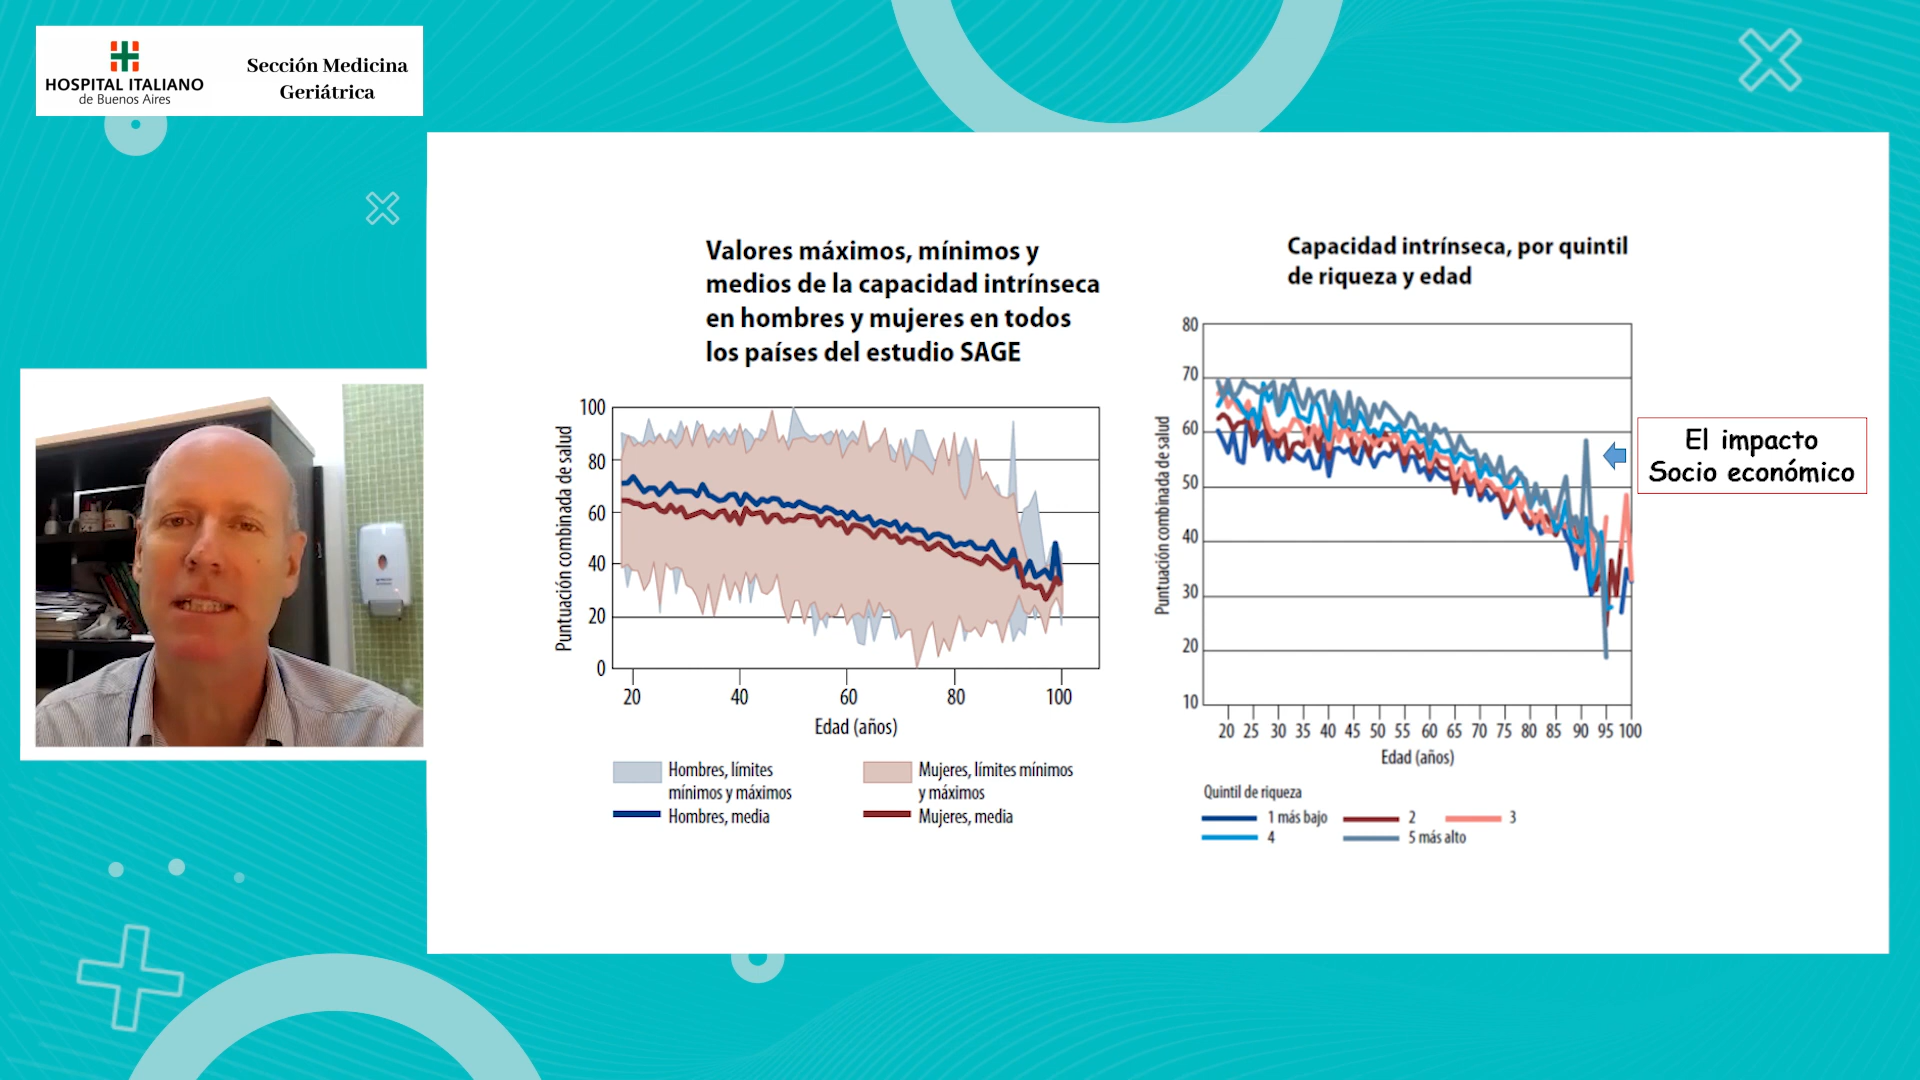 HOSPITAL ITALIANO
de Buenos Aires
Sección Medicina
Geriátrica
Valores máximos, mínimos y
medios de la capacidad intrínseca
en hombres y mujeres en todos
los países del estudio SAGE
Puntuación combinada de salud
100
80
60
40
20
0
20 40 60 80 100
Edad (años)
Hombres, límites
mínimos y máximos
Hombres, media
Mujeres, límites mínimos
y máximos
Mujeres, media
Capacidad intrínseca, por quintil
de riqueza y edad
Puntuación combinada de salud
80
70
60
50
40
30
20
10
20 25 30 35 40 45 50 55 60 65 70 75 80 85 90 95 100
Edad (años)
Quintil de riqueza
1 más bajo 2 3
4 5 más alto
El impacto
Socio económico